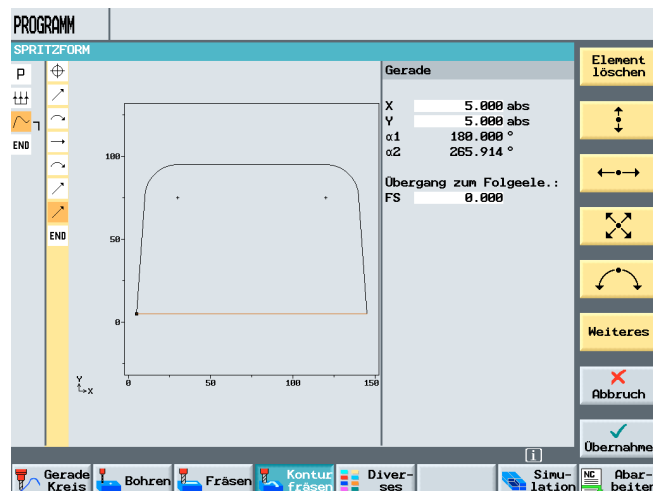 PROGRAMM
SPRITZFORM
P
END
END
100
50
0
0
50
100
150
Y
X
Gerade
X 5.000 abs
Y 5.000 abs
α1 180.000 °
α2 265.914 °
Übergang zum Folgeele.:
FS 0.000
Element
löschen
Weiteres
Abbruch
Übernahme
i
Gerade
Kreis
Bohren
Fräsen
Kontur
fräsen
Diver-
ses
Simu-
lation
NC
Abar-
beiten